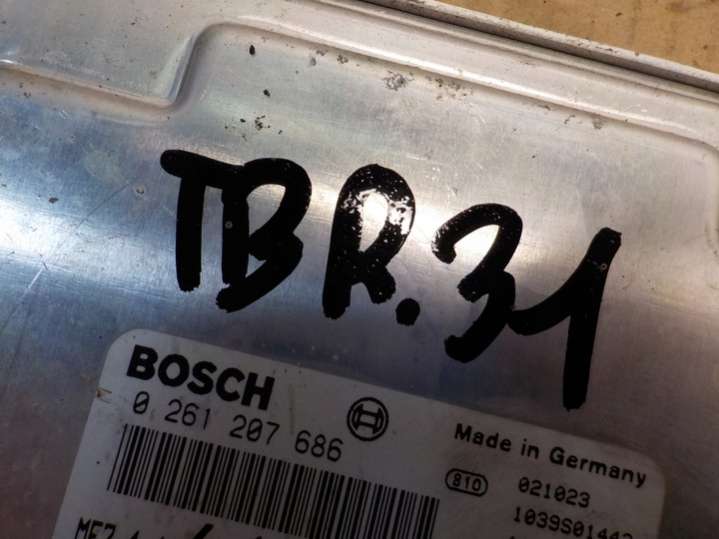 TBR.31
BOSCH
0 261 207 686
Made in Germany
810 021023